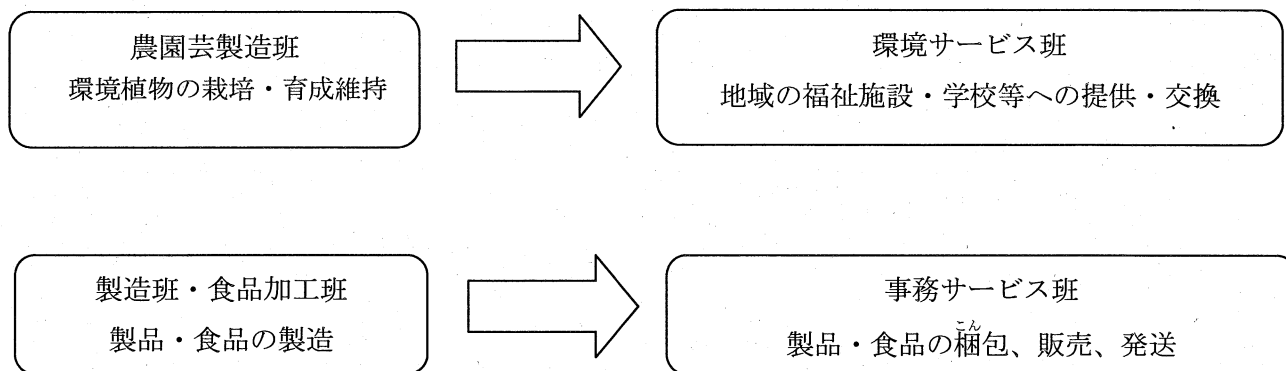 農園芸製造班
環境植物の栽培・育成維持
環境サービス班
地域の福祉施設・学校等への提供・交換
製造班・食品加工班
製品・食品の製造
事務サービス班
こん
製品・食品の梱包、販売、発送